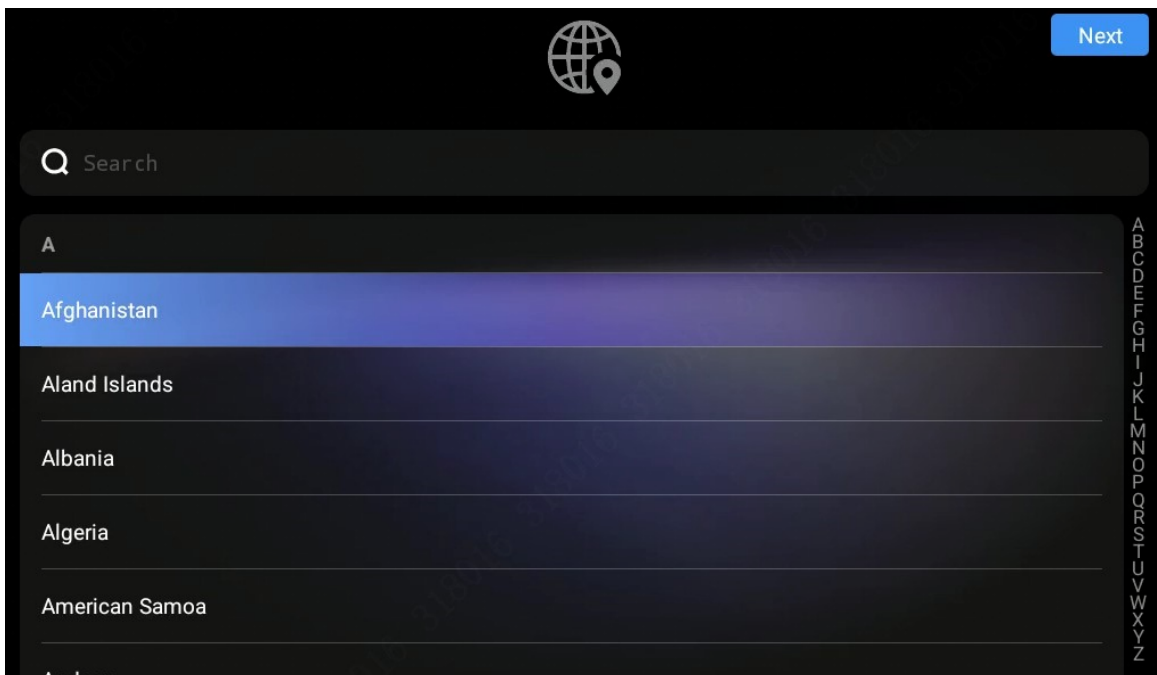 Next
Search
A
Afghanistan
Aland Islands
Albania
Algeria
American Samoa
A
B
C
D
E
F
G
H
I
J
K
L
M
N
O
P
Q
R
S
T
U
V
W
X
Y
Z